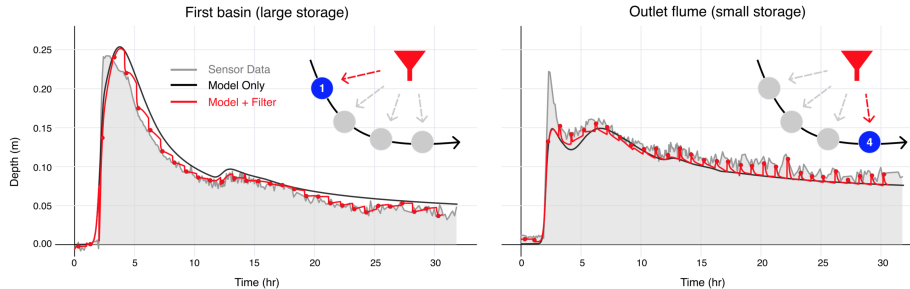 First basin (large storage)
Outlet flume (small storage)
0.25
0.20
0.15
0.10
0.05
0.00
Depth (m)
Sensor Data
Model Only
Model + Filter
1
4
0
5
10
15
20
25
30
Time (hr)
0
5
10
15
20
25
30
Time (hr)